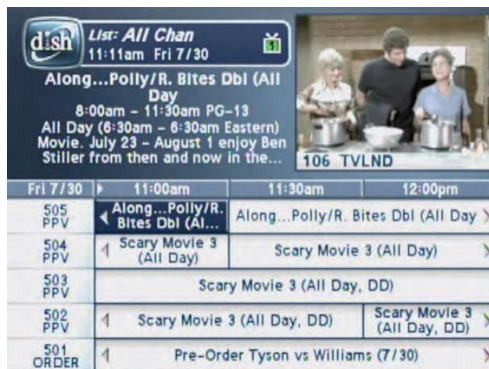 dish
List: All Chan
11:11am Fri 7/30
Along...Polly/R. Bites Dbl (All
Day
8:00am - 11:30am PG-13
All Day (6:30am - 6:30am Eastern)
Movie. July 23 - August 1 enjoy Ben
Stiller from then and now in the...
106 TVLND
Fri 7/30 11:00am 11:30am 12:00pm
505
PPV
Along...Polly/R.
Bites Dbl (Al...
Along...Polly/R. Bites Dbl (All Day
504
PPV
Scary Movie 3
(All Day)
Scary Movie 3 (All Day)
503
PPV
Scary Movie 3 (All Day, DD)
502
PPV
Scary Movie 3 (All Day, DD)
Scary Movie 3
(All Day, DD)
501
ORDER
Pre-Order Tyson vs Williams (7/30)